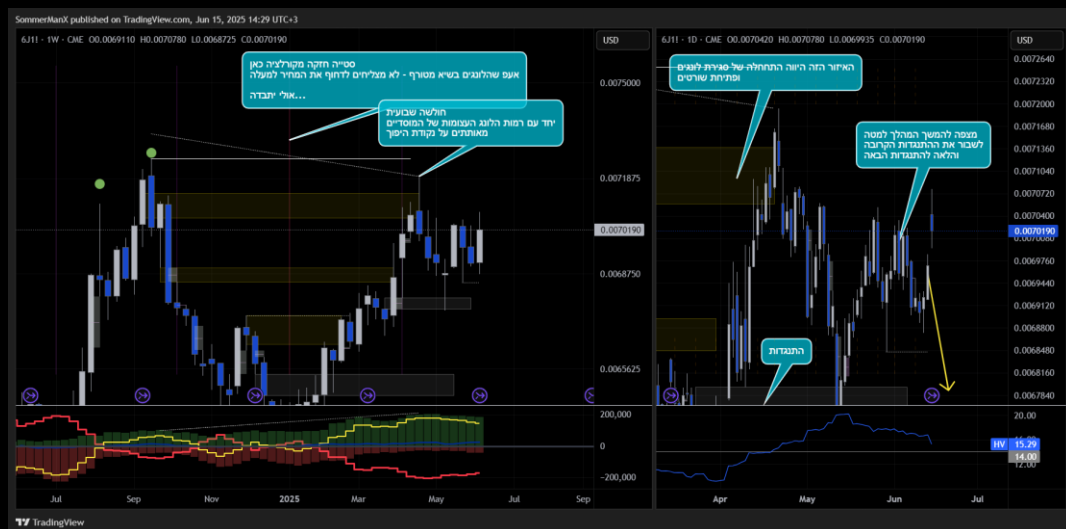 SommerManX published on TradingView.com, Jun 15, 2025 14:29 UTC+3
6J1! · 1W · CME O0.0069110 H0.0070780 L0.0068725 C0.0070190
USD
סטייה חזקה מקורלציה כאן
אעפ שהלונגים בשיא מטורף - לא מצליחים לדחוף את המחיר למעלה
אולי יתבדה...
חולשה שבועית
יחד עם רמות הלונג העצומות של המוסדיים
מאותתים על נקודת היפוך
0.0075000
0.0071875
0.0070190
0.0068750
0.0065625
200,000
0
−200,000
Jul
Sep
Nov
2025
Mar
May
Jul
Sep
6J1! · 1D · CME O0.0070420 H0.0070780 L0.0069935 C0.0070190
USD
האיזור הזה היווה התחחלה של סגירת לונגים
ופתיחת שורטים
מצפה להמשך המהלך למטה
לשבור את ההתנגדות הקרובה
והלאה להתנגדות הבאה
התנגדות
0.0072640
0.0072320
0.0072000
0.0071680
0.0071360
0.0071040
0.0070720
0.0070400
0.0070190
0.0070080
0.0069760
0.0069440
0.0069120
0.0068800
0.0068480
0.0068160
0.0067840
20.00
HV 15.29
14.00
12.00
Apr
May
Jun
Jul
TradingView